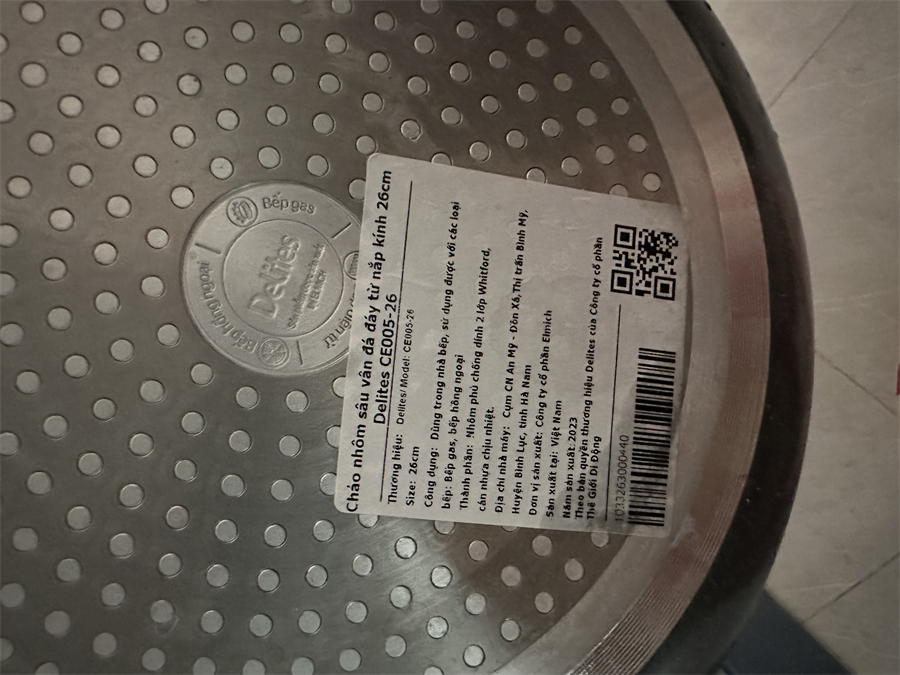 Chảo nhôm sâu vân đá đáy từ nắp kính 26cm
Delites CE005-26
Thương hiệu: Delites/ Model: CE005-26
Size: 26cm
Công dụng: Dùng trong nhà bếp, sử dụng được với các loại
bếp: Bếp gas, bếp hồng ngoại
Thành phần: Nhôm phủ chống dính 2 lớp Whitford,
cán nhựa chịu nhiệt.
Địa chỉ nhà máy: Cụm CN An Mỹ - Đồn Xá,Thị trấn Bình Mỹ,
Huyện Bình Lục, tỉnh Hà Nam
Đơn vị sản xuất: Công ty cổ phần Elmich
Sản xuất tại: Việt Nam
Năm sản xuất: 2023
Theo bản quyền thương hiệu Delites của Công ty cổ phần
Thế Giới Di Động
1033263000440
Bếp gas
Bếp hồng ngoại
Delites
điện từ